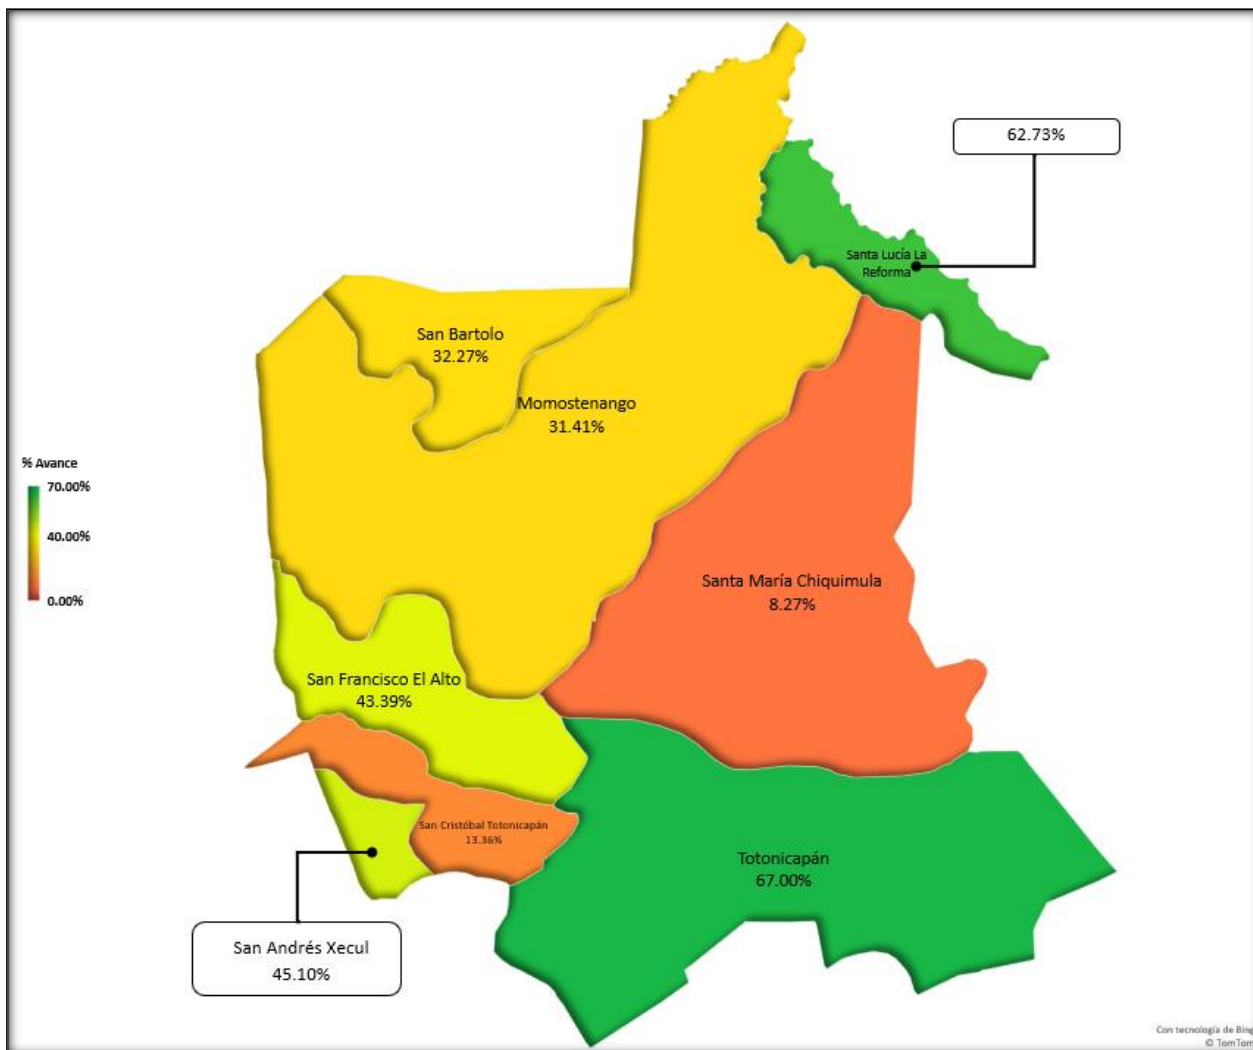 62.73%
Santa Lucía La
Reforma
San Bartolo
32.27%
Momostenango
31.41%
% Avance
70.00%
40.00%
0.00%
Santa María Chiquimula
8.27%
San Francisco El Alto
43.39%
San Cristóbal Totonicapán
13.36%
Totonicapán
67.00%
San Andrés Xecul
45.10%
Con tecnología de Bing
© TomTom